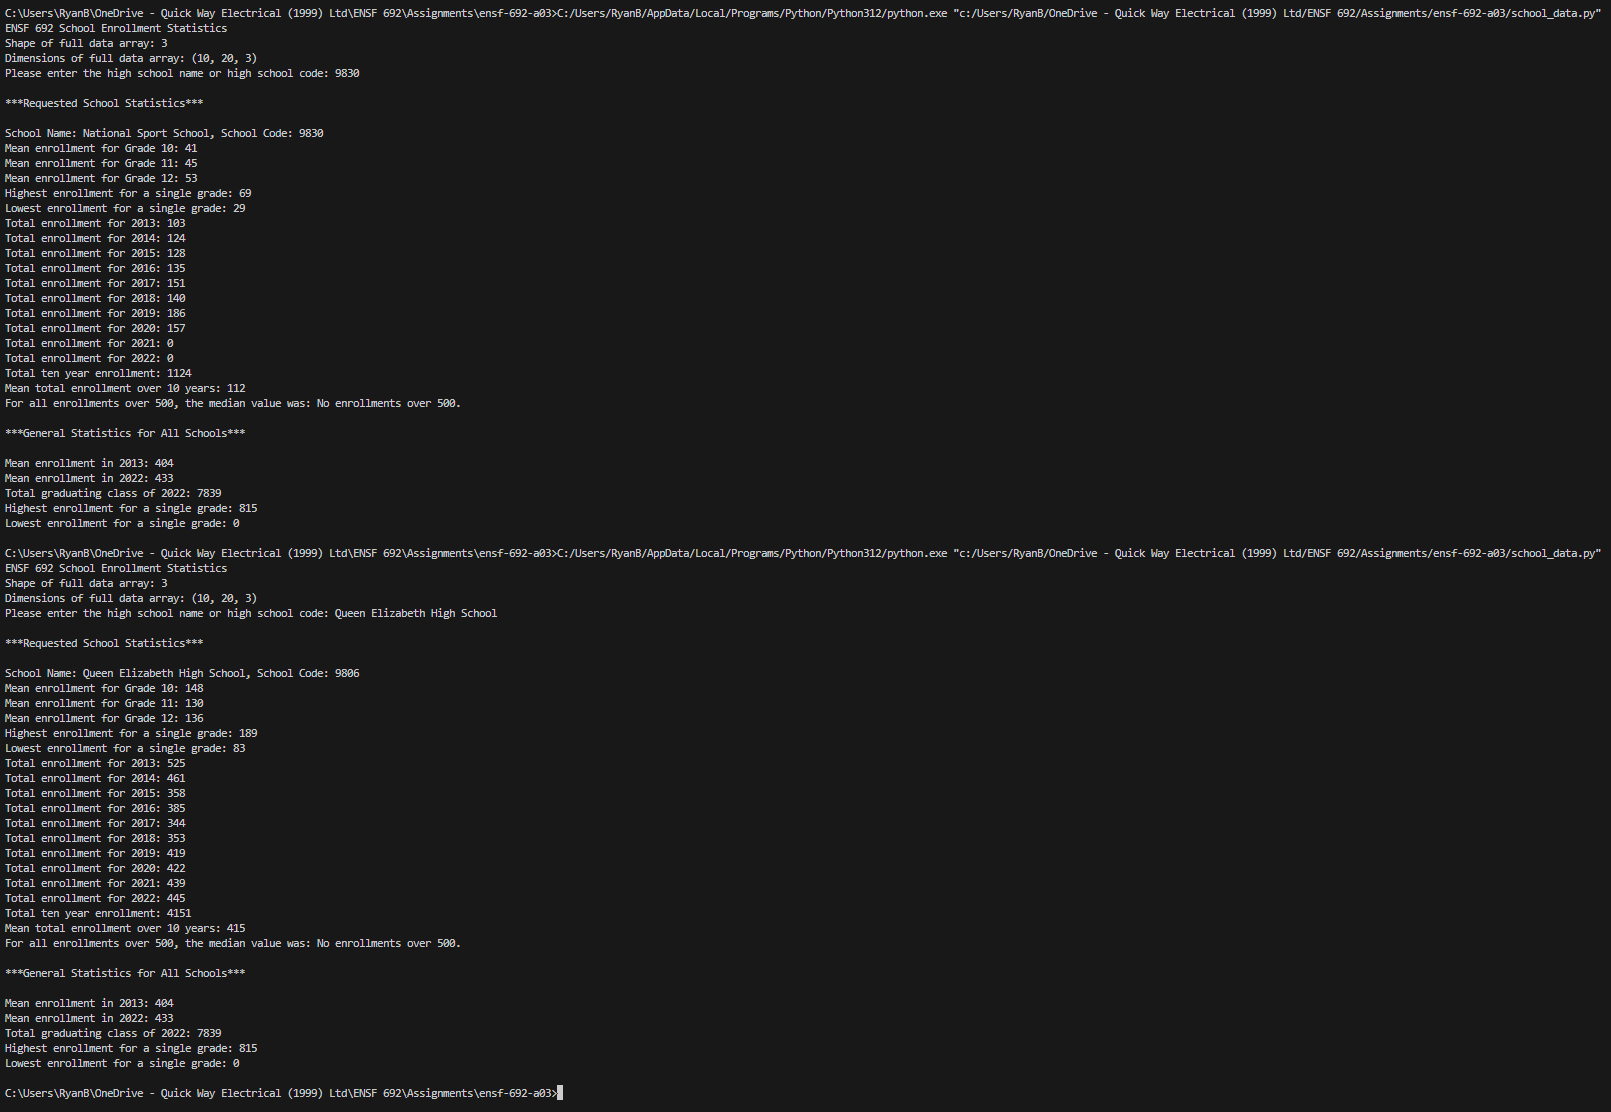 C:\Users\RyanB\OneDrive - Quick Way Electrical (1999) Ltd\ENSF 692\Assignments\ensf-692-a03>C:/Users/RyanB/AppData/Local/Programs/Python/Python312/python.exe "c:/Users/RyanB/OneDrive - Quick Way Electrical (1999) Ltd/ENSF 692/Assignments/ensf-692-a03/school_data.py"
ENSF 692 School Enrollment Statistics
Shape of full data array: 3
Dimensions of full data array: (10, 20, 3)
Please enter the high school name or high school code: 9830
***Requested School Statistics***
School Name: National Sport School, School Code: 9830
Mean enrollment for Grade 10: 41
Mean enrollment for Grade 11: 45
Mean enrollment for Grade 12: 53
Highest enrollment for a single grade: 69
Lowest enrollment for a single grade: 29
Total enrollment for 2013: 103
Total enrollment for 2014: 124
Total enrollment for 2015: 128
Total enrollment for 2016: 135
Total enrollment for 2017: 151
Total enrollment for 2018: 140
Total enrollment for 2019: 186
Total enrollment for 2020: 157
Total enrollment for 2021: 0
Total enrollment for 2022: 0
Total ten year enrollment: 1124
Mean total enrollment over 10 years: 112
For all enrollments over 500, the median value was: No enrollments over 500.
***General Statistics for All Schools***
Mean enrollment in 2013: 404
Mean enrollment in 2022: 433
Total graduating class of 2022: 7839
Highest enrollment for a single grade: 815
Lowest enrollment for a single grade: 0
C:\Users\RyanB\OneDrive - Quick Way Electrical (1999) Ltd\ENSF 692\Assignments\ensf-692-a03>C:/Users/RyanB/AppData/Local/Programs/Python/Python312/python.exe "c:/Users/RyanB/OneDrive - Quick Way Electrical (1999) Ltd/ENSF 692/Assignments/ensf-692-a03/school_data.py"
ENSF 692 School Enrollment Statistics
Shape of full data array: 3
Dimensions of full data array: (10, 20, 3)
Please enter the high school name or high school code: Queen Elizabeth High School
***Requested School Statistics***
School Name: Queen Elizabeth High School, School Code: 9806
Mean enrollment for Grade 10: 148
Mean enrollment for Grade 11: 130
Mean enrollment for Grade 12: 136
Highest enrollment for a single grade: 189
Lowest enrollment for a single grade: 83
Total enrollment for 2013: 525
Total enrollment for 2014: 461
Total enrollment for 2015: 358
Total enrollment for 2016: 385
Total enrollment for 2017: 344
Total enrollment for 2018: 353
Total enrollment for 2019: 419
Total enrollment for 2020: 422
Total enrollment for 2021: 439
Total enrollment for 2022: 445
Total ten year enrollment: 4151
Mean total enrollment over 10 years: 415
For all enrollments over 500, the median value was: No enrollments over 500.
***General Statistics for All Schools***
Mean enrollment in 2013: 404
Mean enrollment in 2022: 433
Total graduating class of 2022: 7839
Highest enrollment for a single grade: 815
Lowest enrollment for a single grade: 0
C:\Users\RyanB\OneDrive - Quick Way Electrical (1999) Ltd\ENSF 692\Assignments\ensf-692-a03>